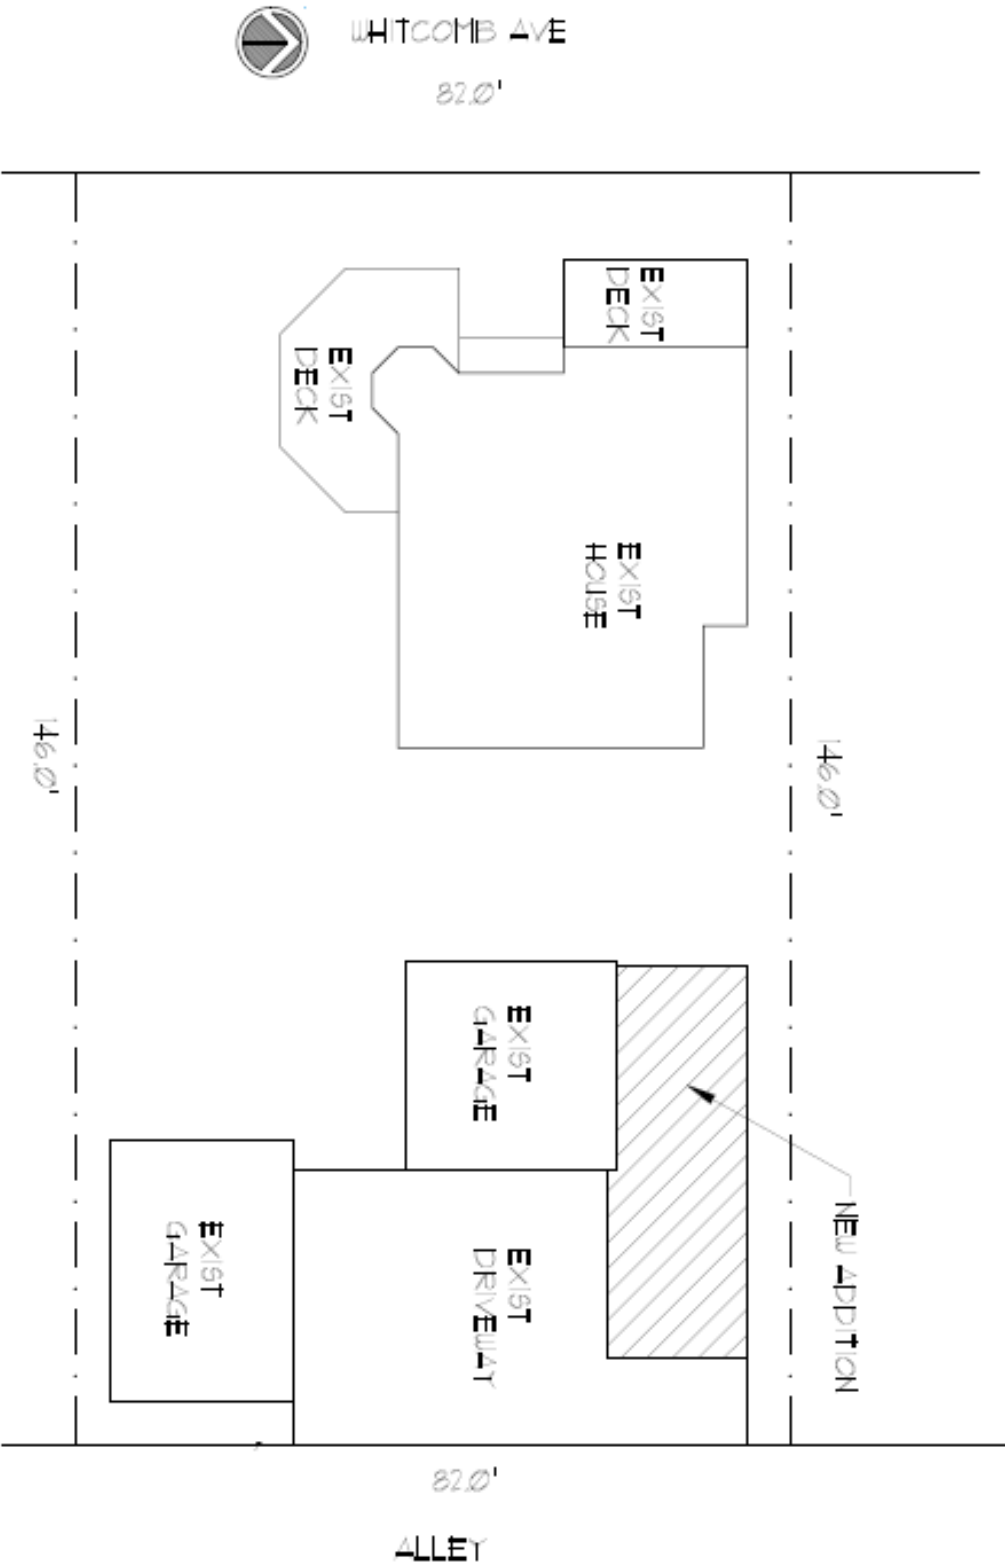 WHITCOMB AVE
82.0'
EXIST
DECK
EXIST
DECK
EXIST
HOUSE
146.0'
146.0'
EXIST
GARAGE
NEW ADDITION
EXIST
GARAGE
EXIST
DRIVEWAY
82.0'
ALLEY